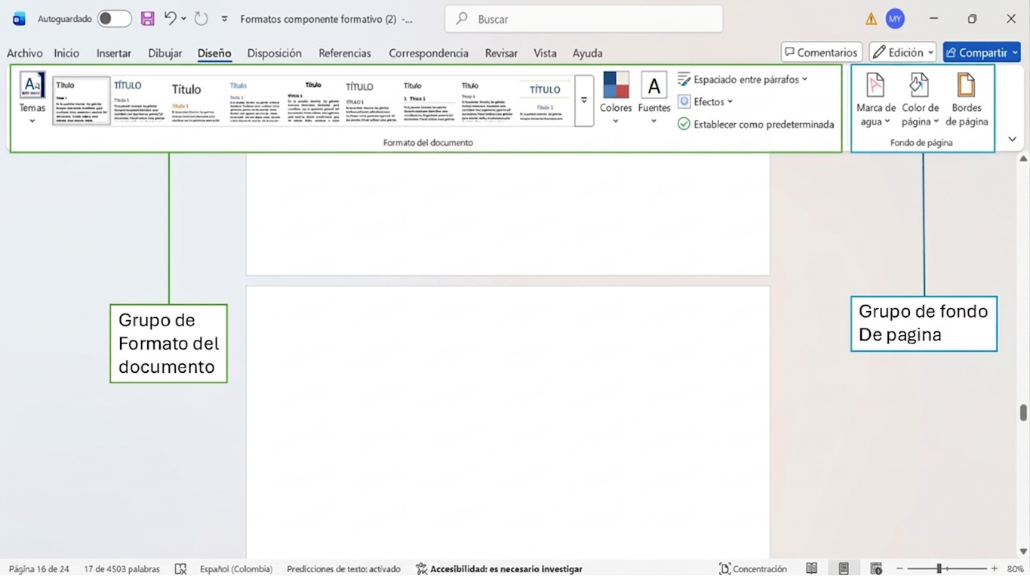 Autoguardado
Formatos componente formativo (2) -...
Buscar
MY
Archivo Inicio Insertar Dibujar Diseño Disposición Referencias Correspondencia Revisar Vista Ayuda
Comentarios Edición Compartir
Temas
Título
TÍTULO
Título
Título
Título
TÍTULO
Título
Título
TÍTULO
Colores
Fuentes
Espaciado entre párrafos
Efectos
Establecer como predeterminada
Formato del documento
Marca de
agua
Color de
página
Bordes
de página
Fondo de página
Grupo de
Formato del
documento
Grupo de fondo
De pagina
Página 16 de 24 17 de 4503 palabras Español (Colombia) Predicciones de texto: activado Accesibilidad: es necesario investigar Concentración 80%